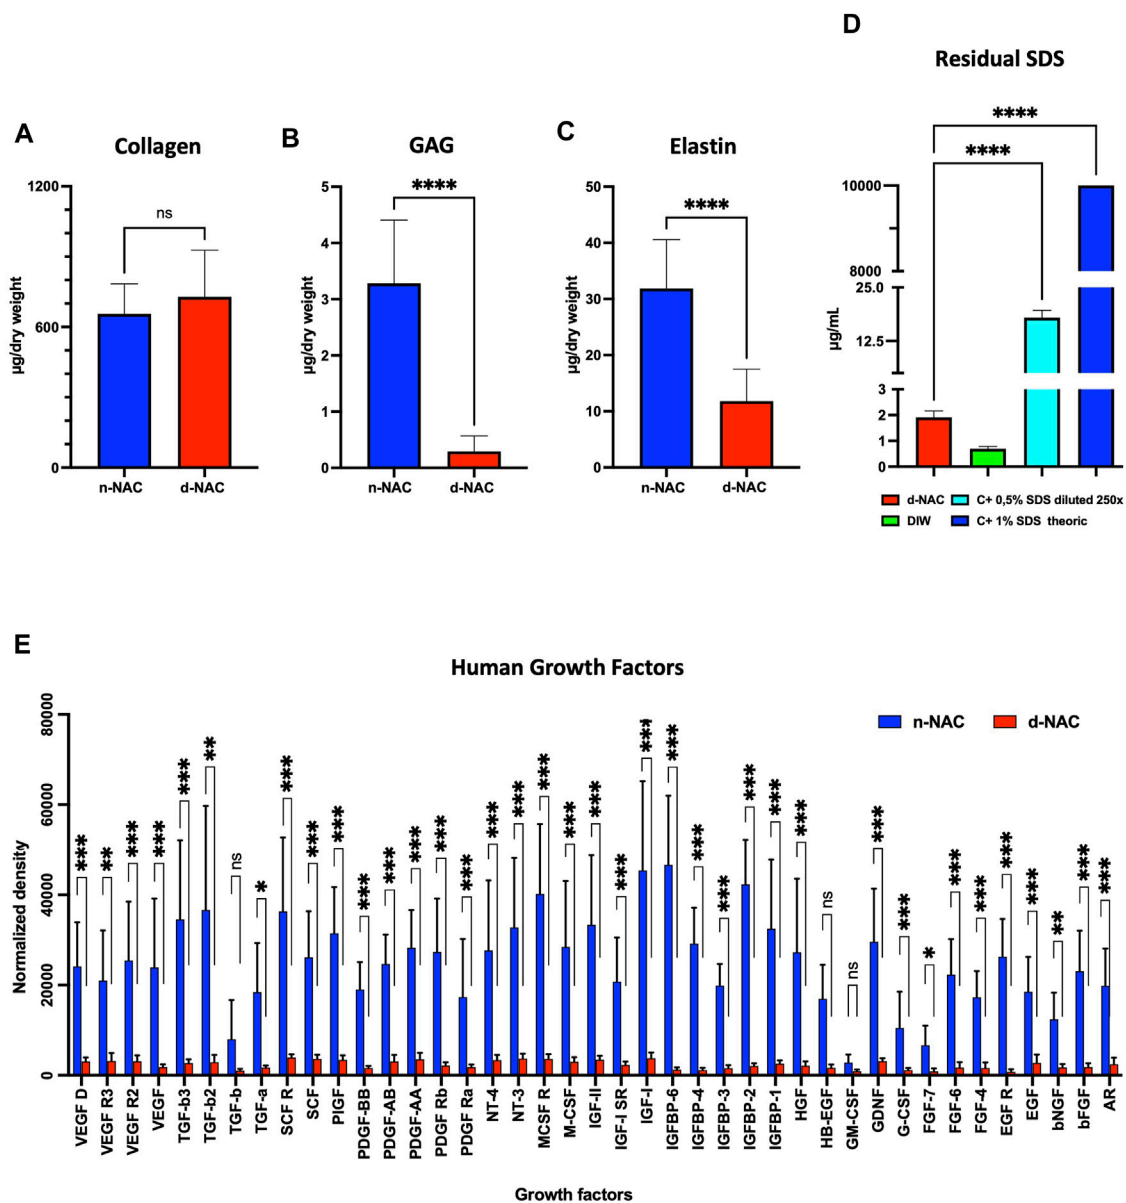 D
Residual SDS
****
****
A
Collagen
B
GAG
C
Elastin
µg/dry weight
1200
600
0
ns
n-NAC
d-NAC
µg/dry weight
5
4
3
2
1
0
****
n-NAC
d-NAC
µg/dry weight
50
40
30
20
10
0
****
n-NAC
d-NAC
µg/mL
10000
8000
25.0
12.5
3
2
1
0
d-NAC
C+ 0,5% SDS diluted 250x
DIW
C+ 1% SDS theoric
E
Human Growth Factors
n-NAC
d-NAC
Normalized density
80000
60000
40000
20000
0
*** ** *** *** *** ** ns * *** *** *** *** *** *** *** *** *** *** *** *** *** *** *** *** *** *** *** *** *** ns ns *** *** * *** *** *** *** ** *** ***
VEGF D
VEGF R3
VEGF R2
VEGF
TGF-b3
TGF-b2
TGF-b
TGF-a
SCF R
SCF
PIGF
PDGF-BB
PDGF-AB
PDGF-AA
PDGF Rb
PDGF Ra
NT-4
NT-3
MCSF R
M-CSF
IGF-II
IGF-I SR
IGF-I
IGFBP-6
IGFBP-4
IGFBP-3
IGFBP-2
IGFBP-1
HGF
HB-EGF
GM-CSF
GDNF
G-CSF
FGF-7
FGF-6
FGF-4
EGF R
EGF
bNGF
bFGF
AR
Growth factors